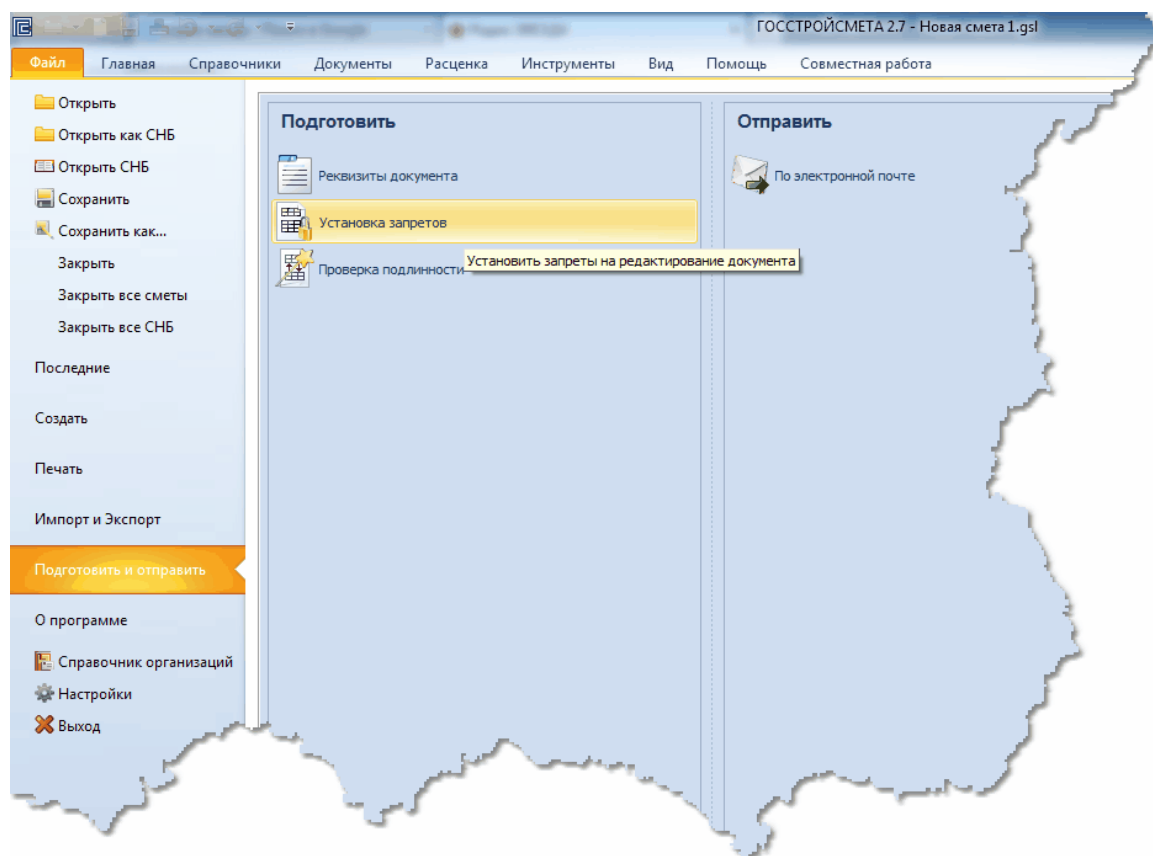 ГОССТРОЙСМЕТА 2.7 - Новая смета 1.gsl
Файл Главная Справочники Документы Расценка Инструменты Вид Помощь Совместная работа
Открыть
Открыть как СНБ
Открыть СНБ
Сохранить
Сохранить как...
Закрыть
Закрыть все сметы
Закрыть все СНБ
Последние
Создать
Печать
Импорт и Экспорт
Подготовить и отправить
О программе
Справочник организаций
Настройки
Выход
Подготовить
Реквизиты документа
Установка запретов
Установить запреты на редактирование документа
Проверка подлинности
Отправить
По электронной почте